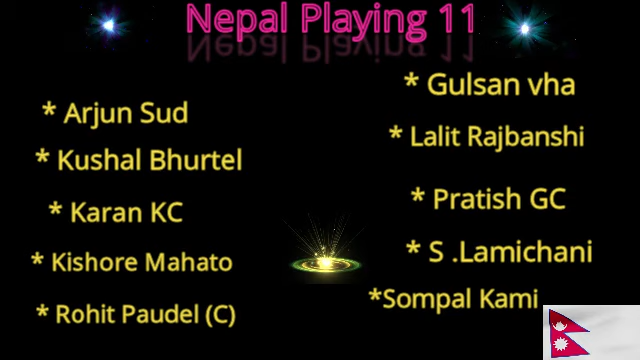 Nepal Playing 11
* Arjun Sud
* Kushal Bhurtel
* Karan KC
* Kishore Mahato
* Rohit Paudel (C)
* Gulsan vha
* Lalit Rajbanshi
* Pratish GC
* S .Lamichani
*Sompal Kami